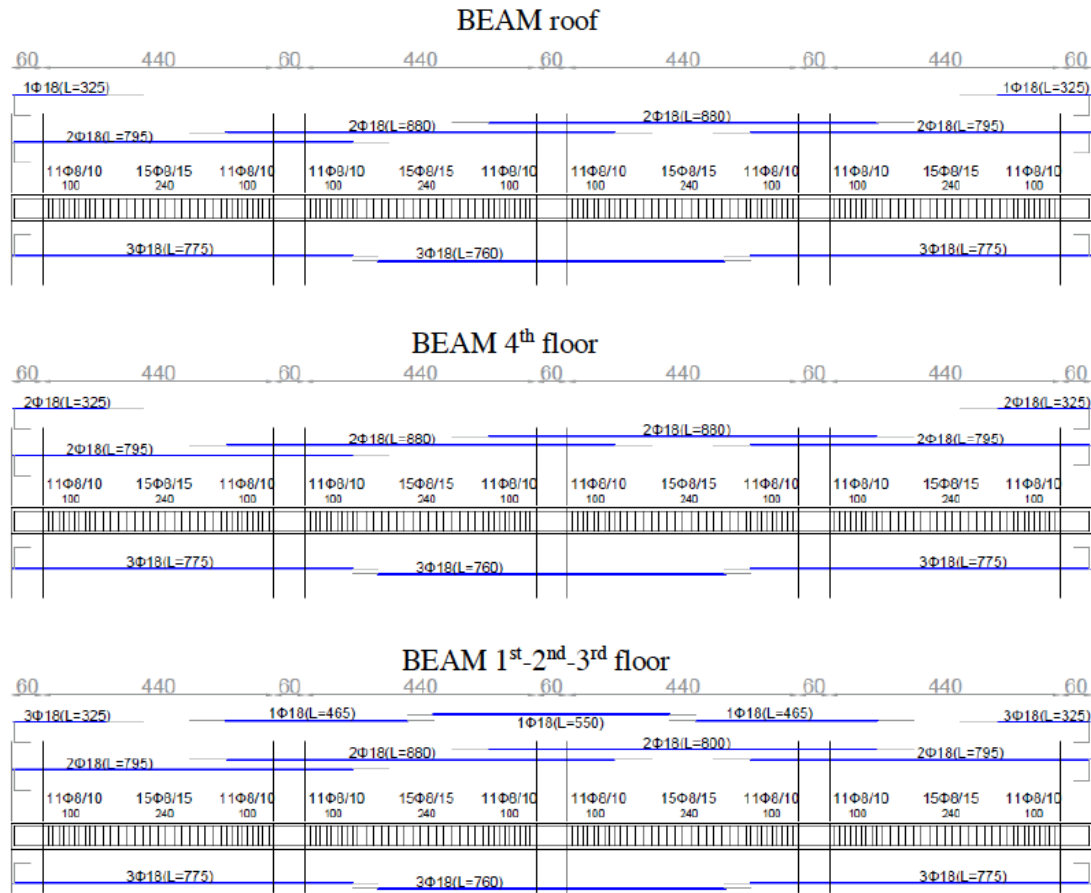 BEAM roof
60 440 60 440 60 440 60 440 60
1Φ18(L=325) 1Φ18(L=325)
2Φ18(L=880) 2Φ18(L=880)
2Φ18(L=795) 2Φ18(L=795)
11Φ8/10 15Φ8/15 11Φ8/10 11Φ8/10 15Φ8/15 11Φ8/10 11Φ8/10 15Φ8/15 11Φ8/10 11Φ8/10 15Φ8/15 11Φ8/10
100 240 100 100 240 100 100 240 100 100 240 100
3Φ18(L=775) 3Φ18(L=760) 3Φ18(L=775)
BEAM 4th floor
60 440 60 440 60 440 60 440 60
2Φ18(L=325) 2Φ18(L=325)
2Φ18(L=880) 2Φ18(L=880)
2Φ18(L=795) 2Φ18(L=795)
11Φ8/10 15Φ8/15 11Φ8/10 11Φ8/10 15Φ8/15 11Φ8/10 11Φ8/10 15Φ8/15 11Φ8/10 11Φ8/10 15Φ8/15 11Φ8/10
100 240 100 100 240 100 100 240 100 100 240 100
3Φ18(L=775) 3Φ18(L=760) 3Φ18(L=775)
BEAM 1st-2nd-3rd floor
60 440 60 440 60 440 60 440 60
3Φ18(L=325) 1Φ18(L=465) 1Φ18(L=550) 1Φ18(L=465) 3Φ18(L=325)
2Φ18(L=880) 2Φ18(L=800)
2Φ18(L=795) 2Φ18(L=795)
11Φ8/10 15Φ8/15 11Φ8/10 11Φ8/10 15Φ8/15 11Φ8/10 11Φ8/10 15Φ8/15 11Φ8/10 11Φ8/10 15Φ8/15 11Φ8/10
100 240 100 100 240 100 100 240 100 100 240 100
3Φ18(L=775) 3Φ18(L=760) 3Φ18(L=775)